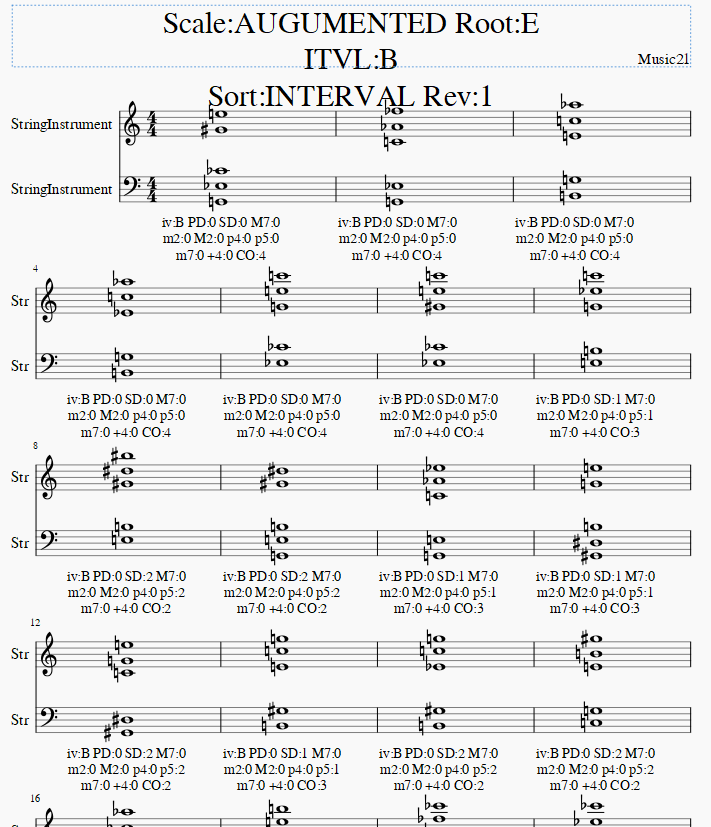 Scale:AUGUMENTED Root:E
ITVL:B
Music21
Sort:INTERVAL Rev:1
StringInstrument
StringInstrument
iv:B PD:0 SD:0 M7:0 iv:B PD:0 SD:0 M7:0 iv:B PD:0 SD:0 M7:0
m2:0 M2:0 p4:0 p5:0 m2:0 M2:0 p4:0 p5:0 m2:0 M2:0 p4:0 p5:0
m7:0 +4:0 CO:4 m7:0 +4:0 CO:4 m7:0 +4:0 CO:4
4
Str
Str
iv:B PD:0 SD:0 M7:0 iv:B PD:0 SD:0 M7:0 iv:B PD:0 SD:0 M7:0 iv:B PD:0 SD:1 M7:0
m2:0 M2:0 p4:0 p5:0 m2:0 M2:0 p4:0 p5:0 m2:0 M2:0 p4:0 p5:0 m2:0 M2:0 p4:0 p5:1
m7:0 +4:0 CO:4 m7:0 +4:0 CO:4 m7:0 +4:0 CO:4 m7:0 +4:0 CO:3
8
Str
Str
iv:B PD:0 SD:2 M7:0 iv:B PD:0 SD:2 M7:0 iv:B PD:0 SD:1 M7:0 iv:B PD:0 SD:1 M7:0
m2:0 M2:0 p4:0 p5:2 m2:0 M2:0 p4:0 p5:2 m2:0 M2:0 p4:0 p5:1 m2:0 M2:0 p4:0 p5:1
m7:0 +4:0 CO:2 m7:0 +4:0 CO:2 m7:0 +4:0 CO:3 m7:0 +4:0 CO:3
12
Str
Str
iv:B PD:0 SD:2 M7:0 iv:B PD:0 SD:1 M7:0 iv:B PD:0 SD:2 M7:0 iv:B PD:0 SD:2 M7:0
m2:0 M2:0 p4:0 p5:2 m2:0 M2:0 p4:0 p5:1 m2:0 M2:0 p4:0 p5:2 m2:0 M2:0 p4:0 p5:2
m7:0 +4:0 CO:2 m7:0 +4:0 CO:3 m7:0 +4:0 CO:2 m7:0 +4:0 CO:2
16